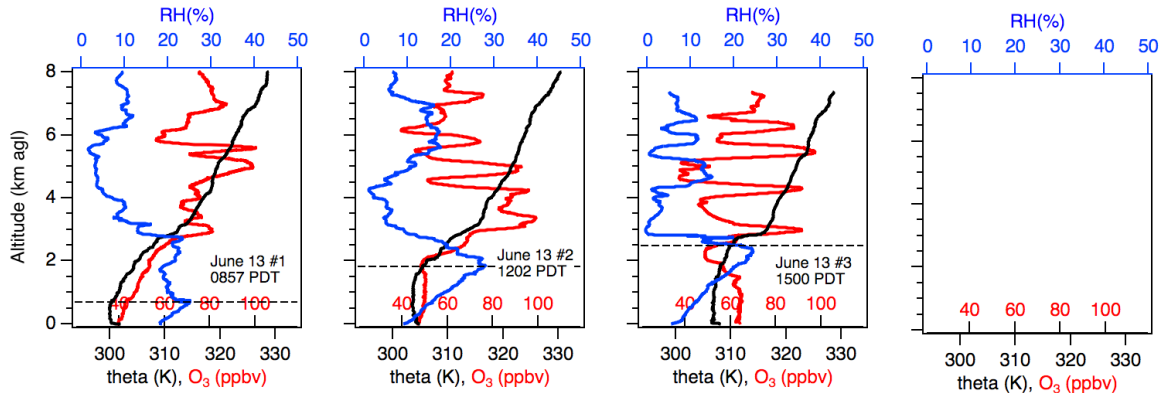 RH(%)
0 10 20 30 40 50
RH(%)
0 10 20 30 40 50
RH(%)
0 10 20 30 40 50
RH(%)
0 10 20 30 40 50
Altitude (km agl)
8
6
4
2
0
June 13 #1
0857 PDT
40 60 80 100
300 310 320 330
theta (K), O3 (ppbv)
June 13 #2
1202 PDT
40 60 80 100
300 310 320 330
theta (K), O3 (ppbv)
June 13 #3
1500 PDT
40 60 80 100
300 310 320 330
theta (K), O3 (ppbv)
40 60 80 100
300 310 320 330
theta (K), O3 (ppbv)